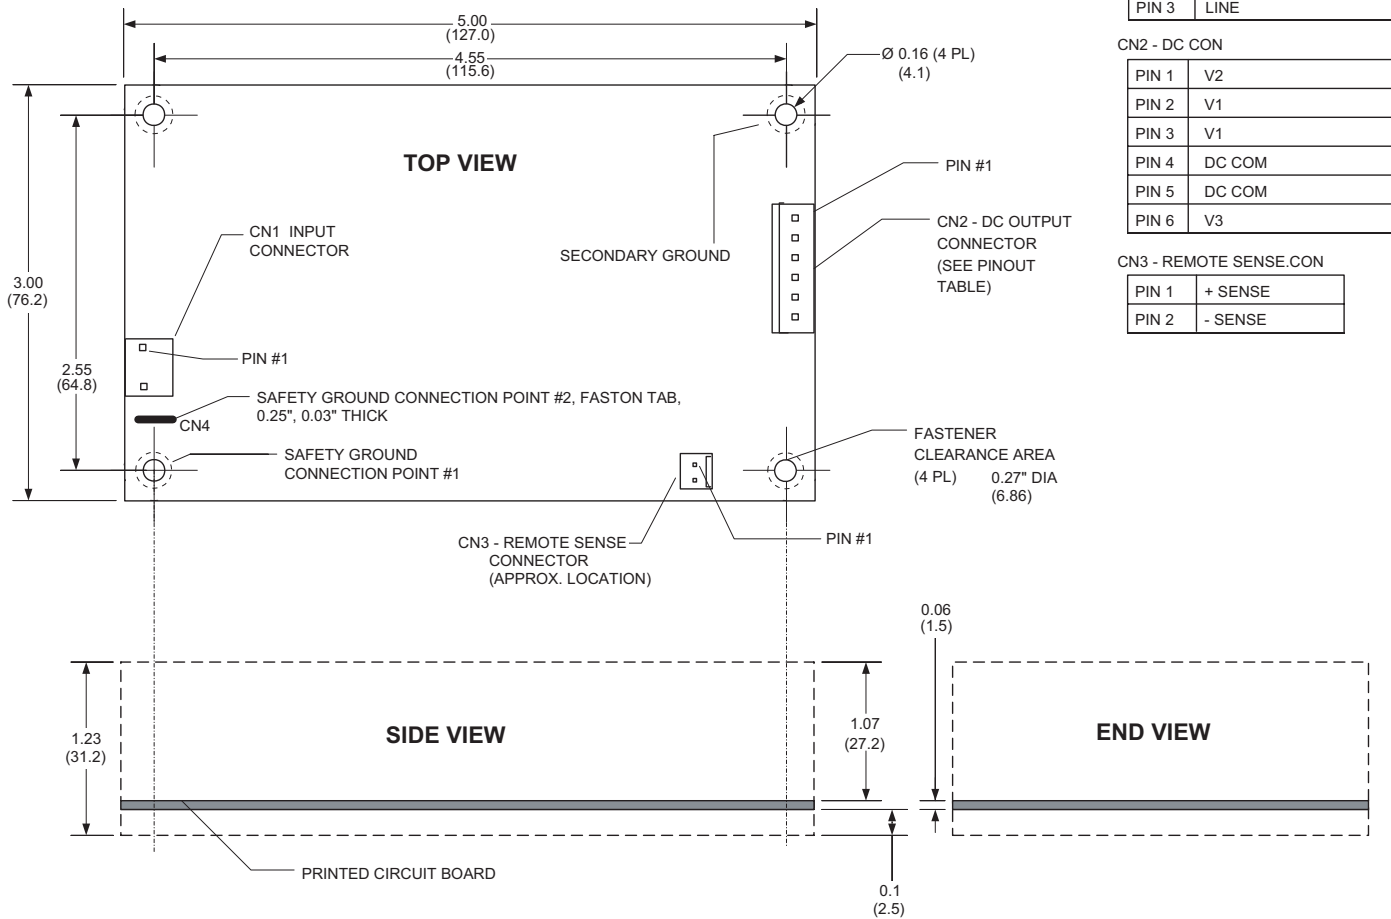 PIN 3 LINE
5.00
(127.0)
4.55
(115.6)
Ø 0.16 (4 PL)
(4.1)
CN2 - DC CON
PIN 1 V2
PIN 2 V1
PIN 3 V1
PIN 4 DC COM
PIN 5 DC COM
PIN 6 V3
TOP VIEW
PIN #1
CN1 INPUT
CONNECTOR
SECONDARY GROUND
CN2 - DC OUTPUT
CONNECTOR
(SEE PINOUT
TABLE)
CN3 - REMOTE SENSE.CON
PIN 1 + SENSE
PIN 2 - SENSE
3.00
(76.2)
2.55
(64.8)
PIN #1
SAFETY GROUND CONNECTION POINT #2, FASTON TAB,
0.25", 0.03" THICK
CN4
SAFETY GROUND
CONNECTION POINT #1
FASTENER
CLEARANCE AREA
(4 PL) 0.27" DIA
(6.86)
CN3 - REMOTE SENSE
CONNECTOR
(APPROX. LOCATION)
PIN #1
0.06
(1.5)
1.23
(31.2)
SIDE VIEW
1.07
(27.2)
END VIEW
PRINTED CIRCUIT BOARD
0.1
(2.5)